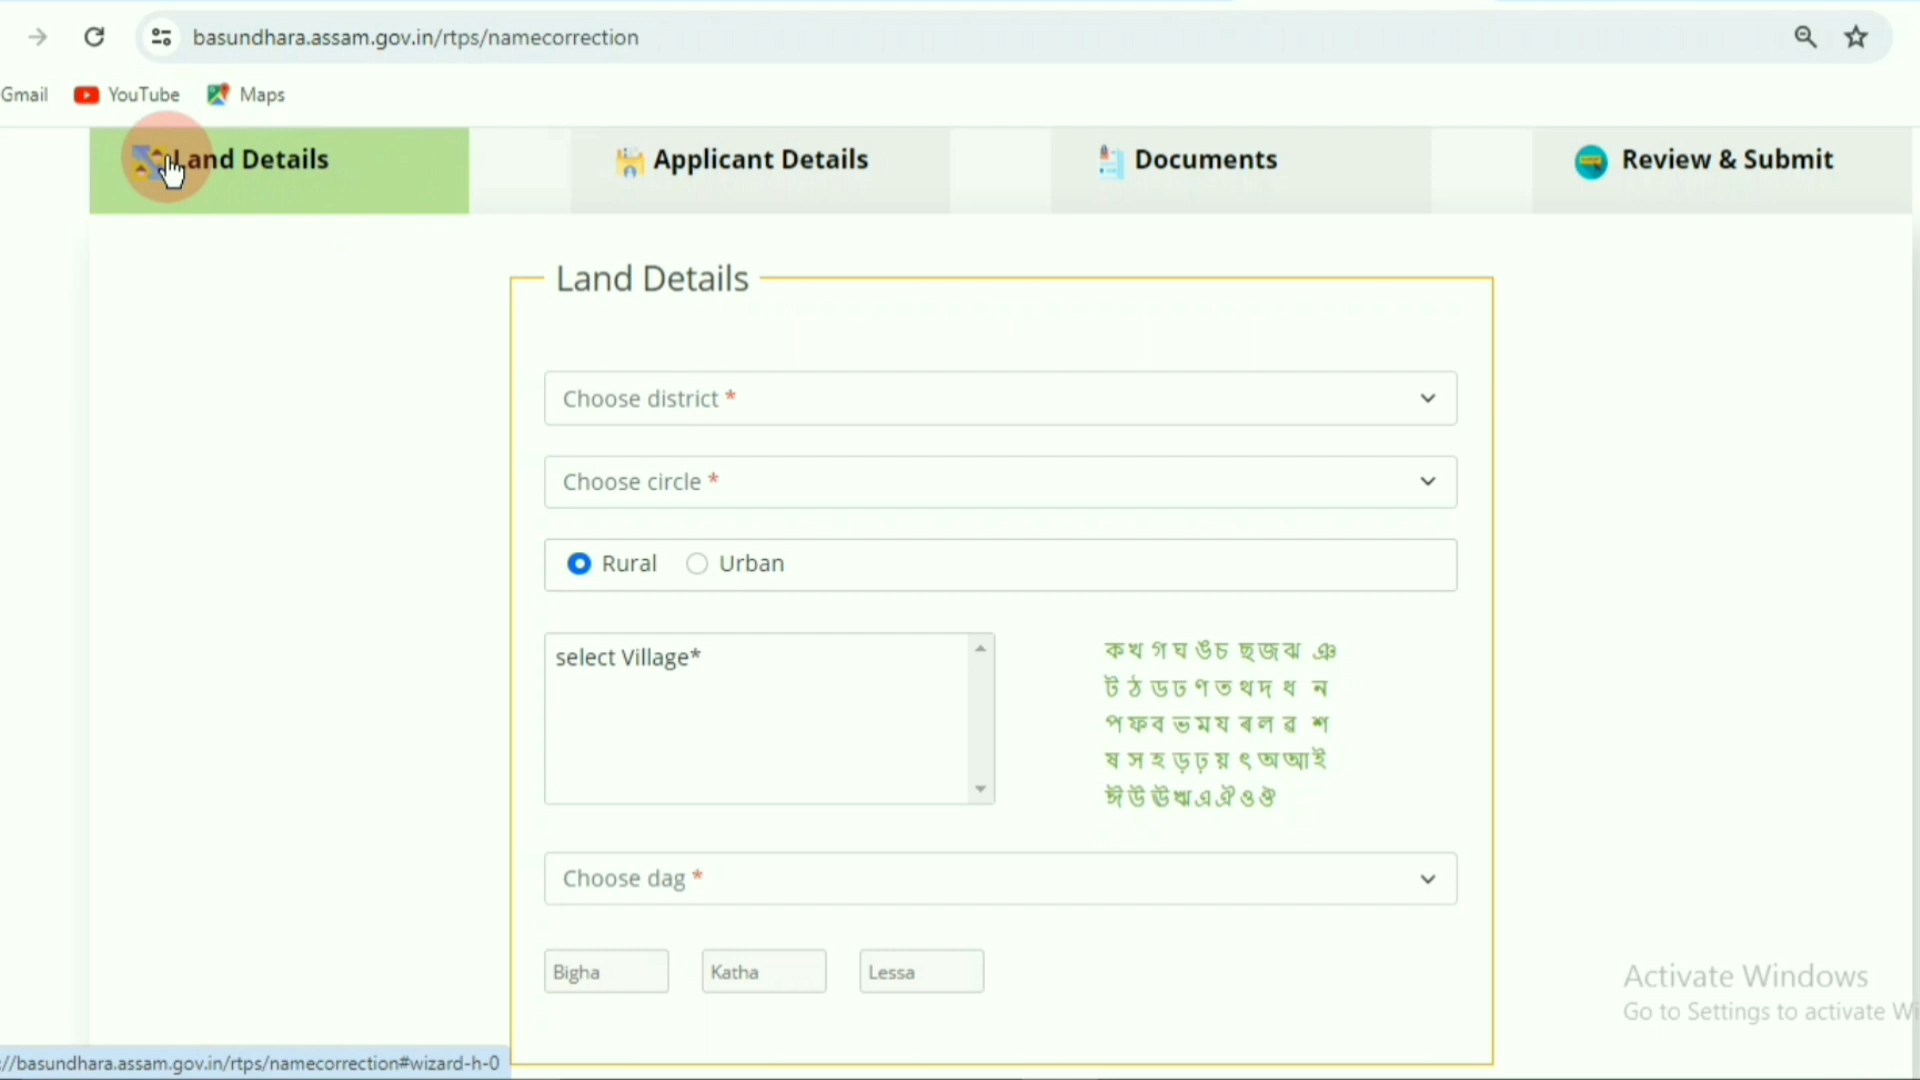 basundhara.assam.gov.in/rtps/namecorrection
Gmail YouTube Maps
Land Details Applicant Details Documents Review & Submit
Land Details
Choose district *
Choose circle *
Rural Urban
select Village*
ক খ গ ঘ ঙ চ ছ জ ঝ ঞ
ট ঠ ড ঢ ণ ত থ দ ধ ন
প ফ ব ভ ম য ৰ ল ৱ শ
ষ স হ ড় ঢ় য় ৎ অ আ ই
ঈ উ ঊ ঋ এ ঐ ও ঔ
Choose dag *
Bigha Katha Lessa
Activate Windows
Go to Settings to activate Wi
://basundhara.assam.gov.in/rtps/namecorrection#wizard-h-0